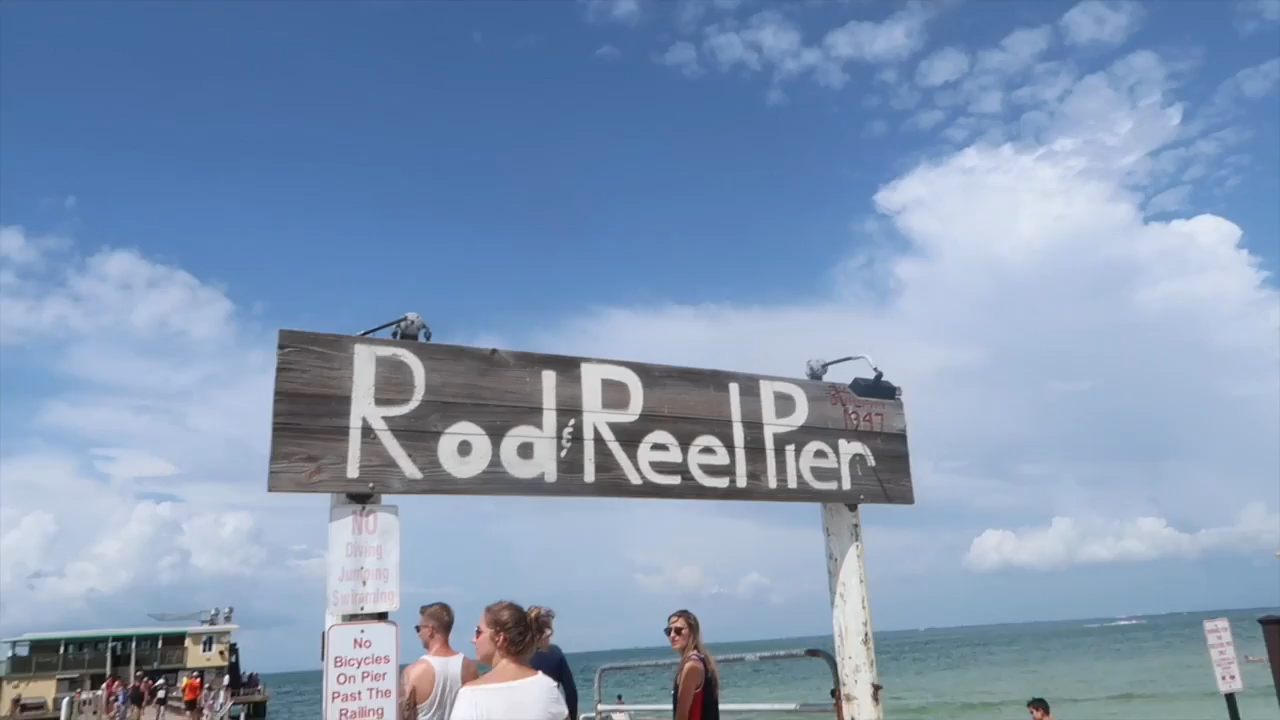 Rod & Reel Pier
1947
NO
Diving
Jumping
Swimming
No
Bicycles
On Pier
Past The
Railing